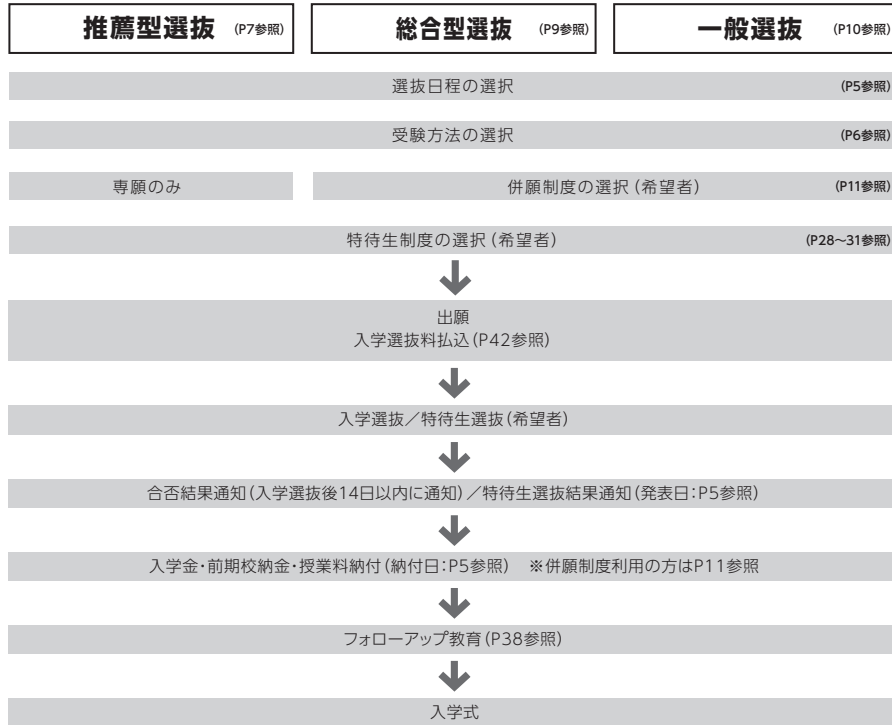 推薦型選抜 (P7参照)
総合型選抜 (P9参照)
一般選抜 (P10参照)
選抜日程の選択 (P5参照)
受験方法の選択 (P6参照)
専願のみ
併願制度の選択(希望者) (P11参照)
特待生制度の選択(希望者) (P28〜31参照)
出願
入学選抜料払込(P42参照)
入学選抜／特待生選抜(希望者)
合否結果通知(入学選抜後14日以内に通知)／特待生選抜結果通知(発表日:P5参照)
入学金・前期校納金・授業料納付(納付日:P5参照) ※併願制度利用の方はP11参照
フォローアップ教育(P38参照)
入学式